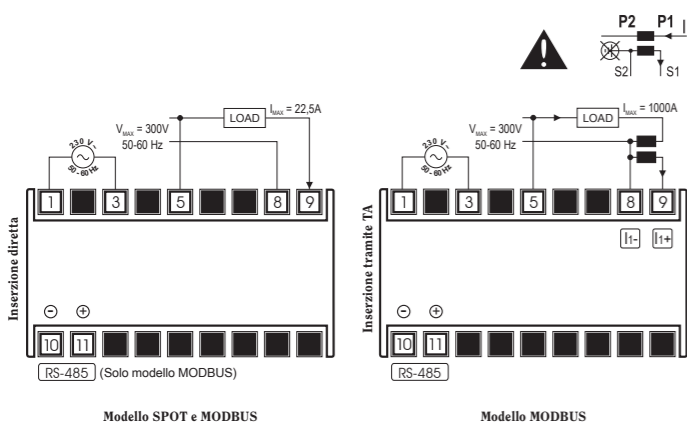 P2 P1 I
S2 S1
LOAD IMAX = 22,5A
VMAX = 300V
50-60 Hz
230 V~
50-60 Hz
1 3 5 8 9
Inserzione diretta
- +
10 11
RS-485 (Solo modello MODBUS)
Modello SPOT e MODBUS
LOAD IMAX = 1000A
VMAX = 300V
50-60 Hz
230 V~
50-60 Hz
1 3 5 8 9
I1- I1+
Inserzione tramite TA
- +
10 11
RS-485
Modello MODBUS